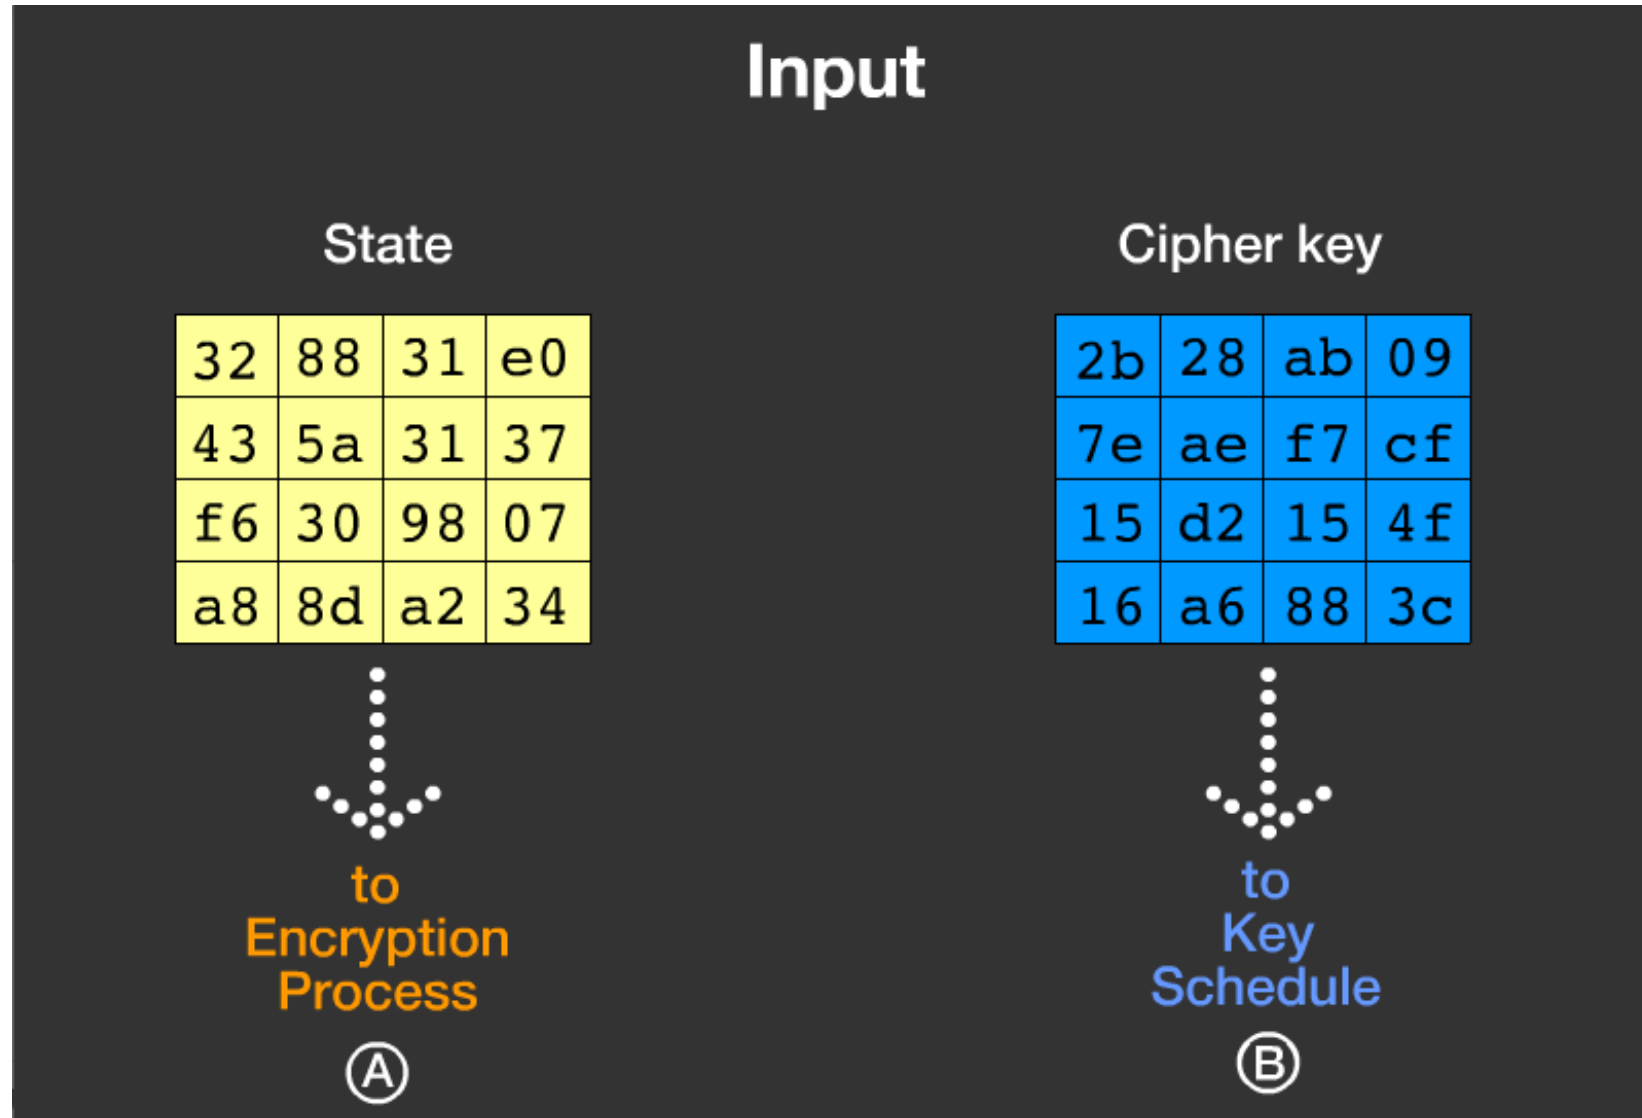 Input
State
Cipher key
32 88 31 e0
2b 28 ab 09
43 5a 31 37
7e ae f7 cf
f6 30 98 07
15 d2 15 4f
a8 8d a2 34
16 a6 88 3c
to
Encryption
Process
A
to
Key
Schedule
B